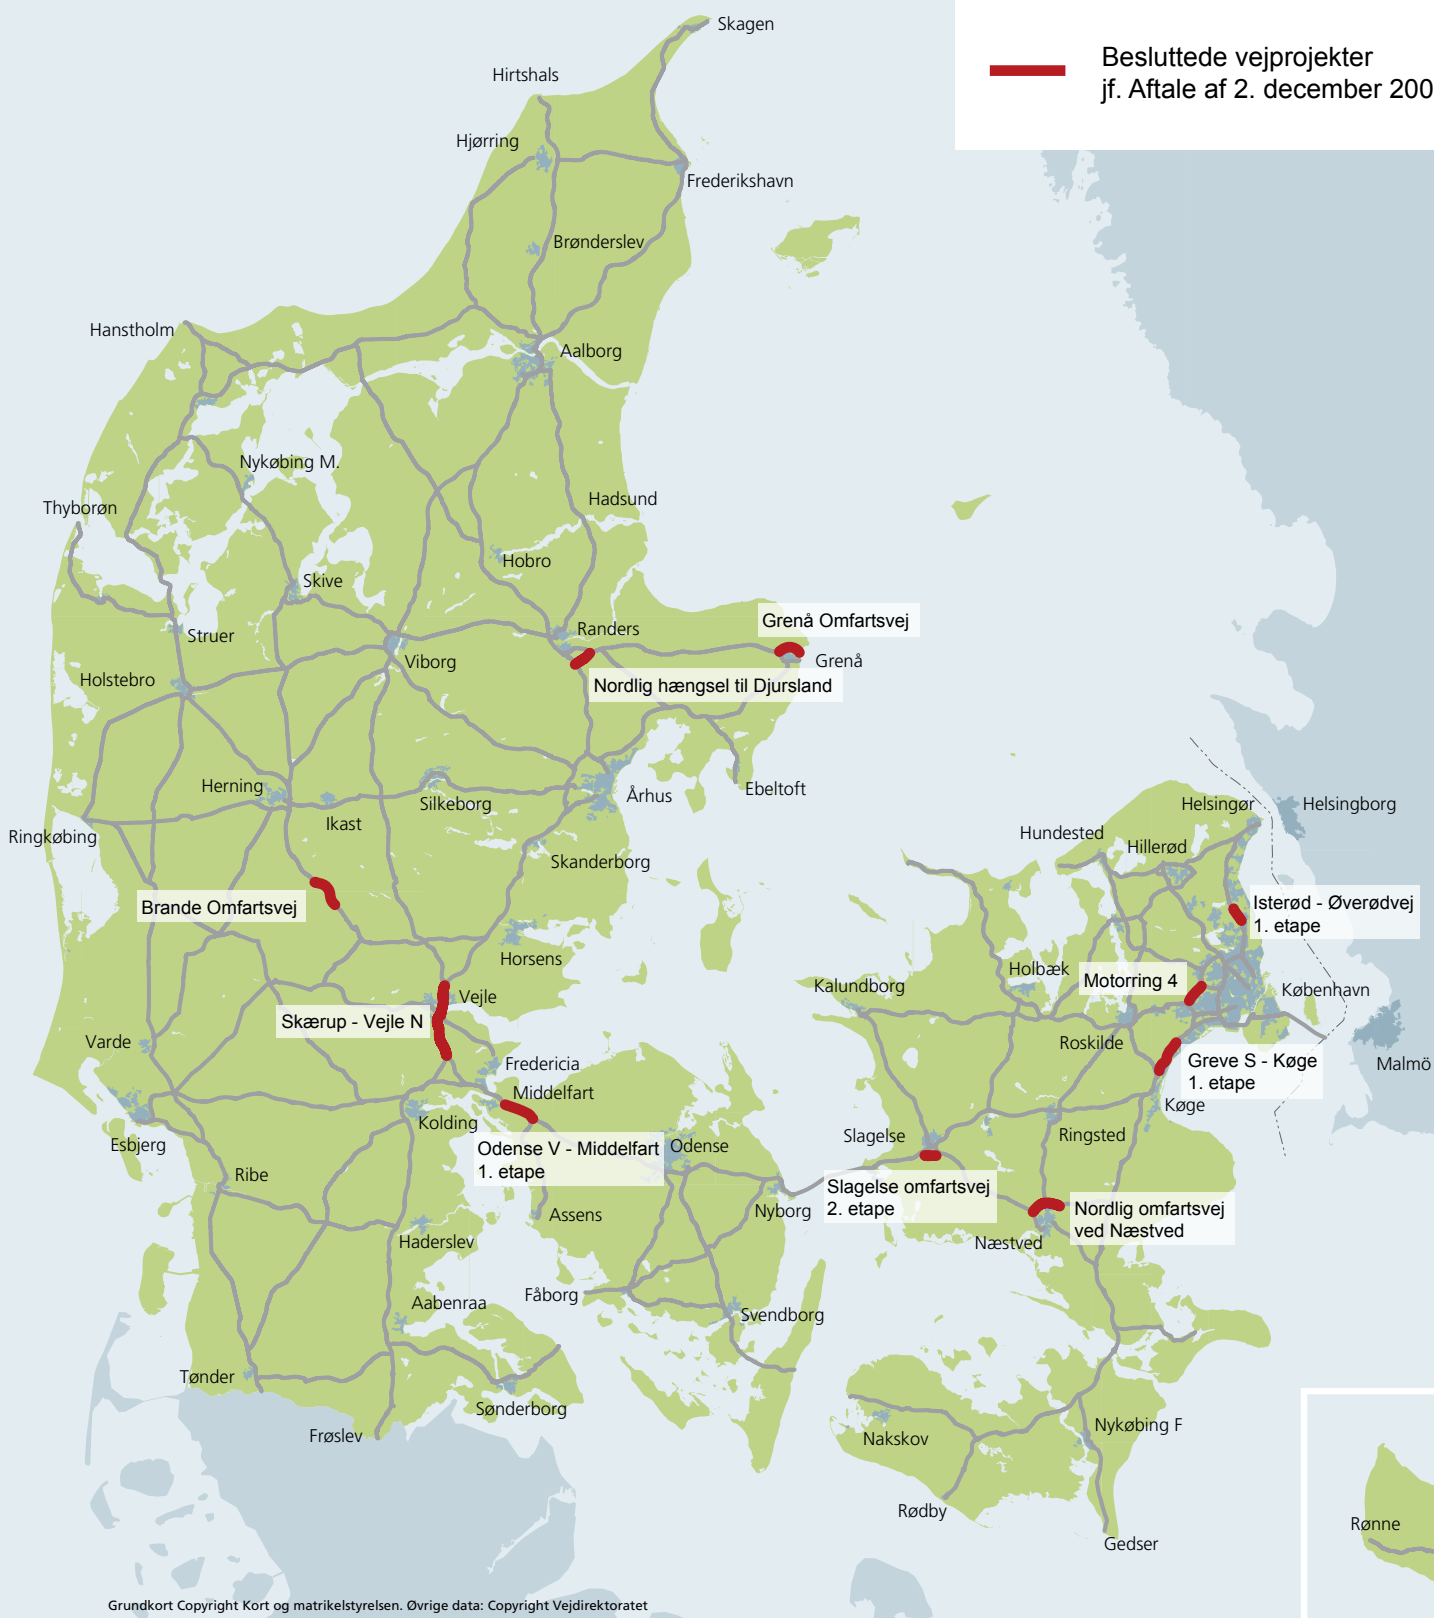 Besluttede vejprojekter
jf. Aftale af 2. december 200
Skagen
Hirtshals
Hjørring
Frederikshavn
Brønderslev
Hanstholm
Aalborg
Nykøbing M.
Thyborøn
Hadsund
Hobro
Skive
Struer
Randers
Grenå Omfartsvej
Viborg
Grenå
Holstebro
Nordlig hængsel til Djursland
Herning
Silkeborg
Århus
Ebeltoft
Ikast
Ringkøbing
Skanderborg
Helsingør
Helsingborg
Hundested
Hillerød
Brande Omfartsvej
Isterød - Øverødvej
1. etape
Horsens
Holbæk
Motorring 4
Kalundborg
København
Vejle
Skærup - Vejle N
Varde
Roskilde
Fredericia
Greve S - Køge
1. etape
Malmö
Middelfart
Køge
Kolding
Esbjerg
Odense V - Middelfart
1. etape
Odense
Slagelse
Ringsted
Ribe
Slagelse omfartsvej
2. etape
Nyborg
Assens
Nordlig omfartsvej
ved Næstved
Næstved
Haderslev
Fåborg
Aabenraa
Svendborg
Tønder
Sønderborg
Frøslev
Nakskov
Nykøbing F
Rødby
Rønne
Gedser
Grundkort Copyright Kort og matrikelstyrelsen. Øvrige data: Copyright Vejdirektoratet